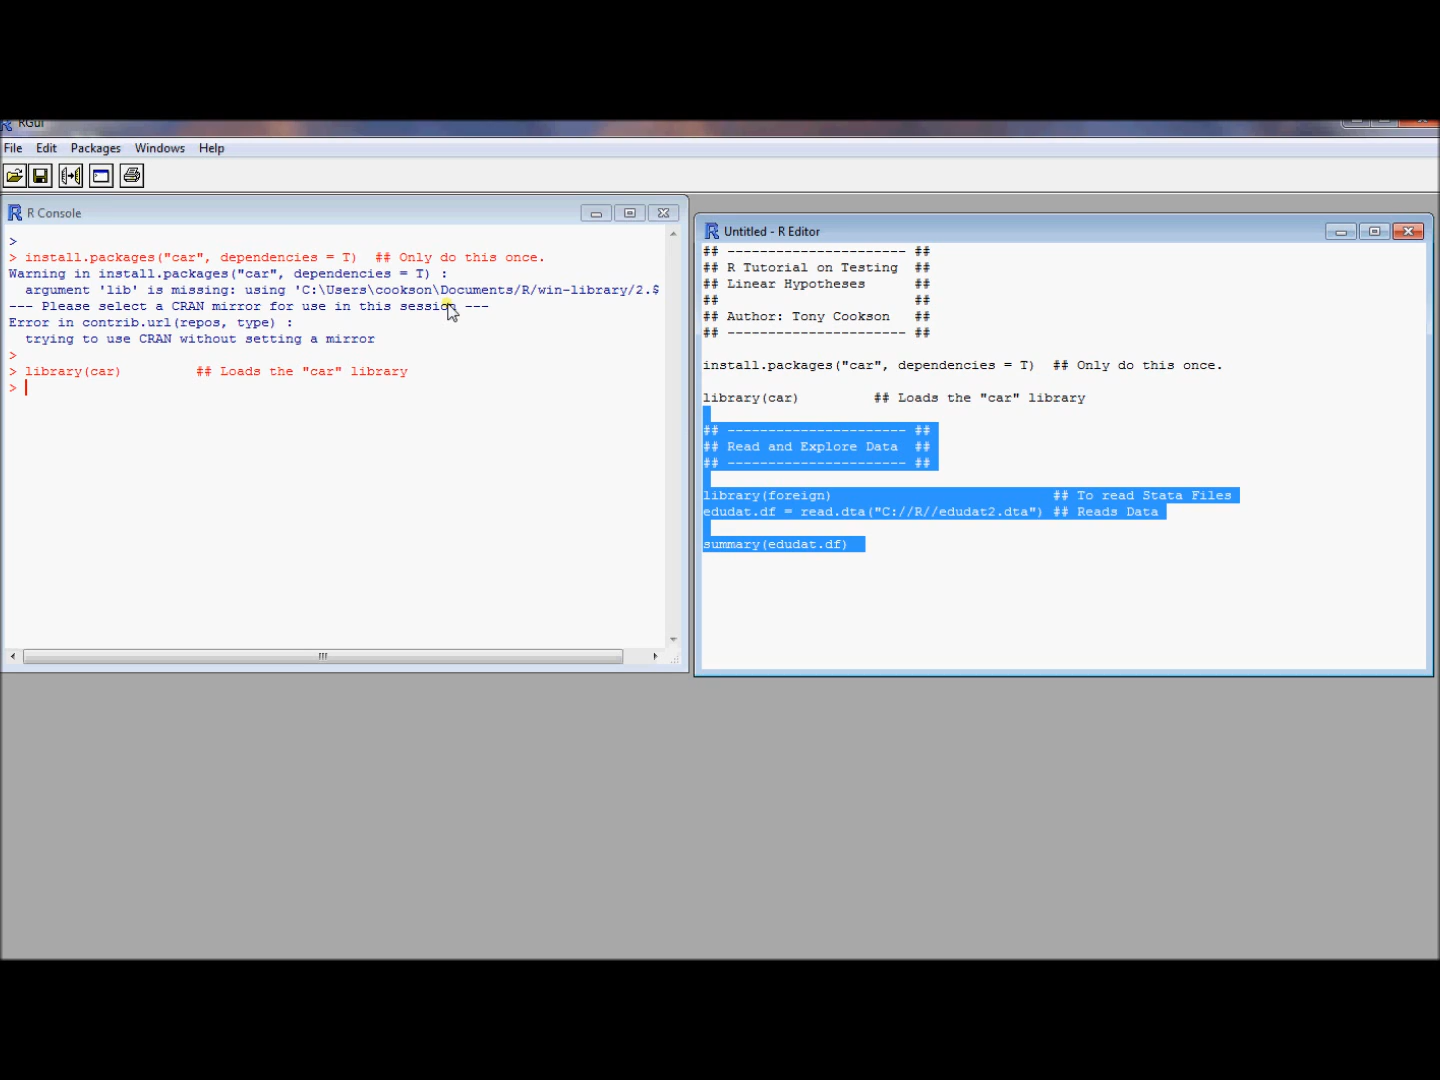 RGui
File Edit Packages Windows Help
R Console
>
> install.packages("car", dependencies = T)  ## Only do this once.
Warning in install.packages("car", dependencies = T) :
  argument 'lib' is missing: using 'C:\Users\cookson\Documents/R/win-library/2.$
--- Please select a CRAN mirror for use in this session ---
Error in contrib.url(repos, type) :
  trying to use CRAN without setting a mirror
>
> library(car)         ## Loads the "car" library
>
Untitled - R Editor
## ---------------------- ##
## R Tutorial on Testing  ##
## Linear Hypotheses      ##
##                        ##
## Author: Tony Cookson   ##
## ---------------------- ##
install.packages("car", dependencies = T)  ## Only do this once.
library(car)         ## Loads the "car" library
## ---------------------- ##
## Read and Explore Data  ##
## ---------------------- ##
library(foreign)                           ## To read Stata Files
edudat.df = read.dta("C://R//edudat2.dta") ## Reads Data
summary(edudat.df)